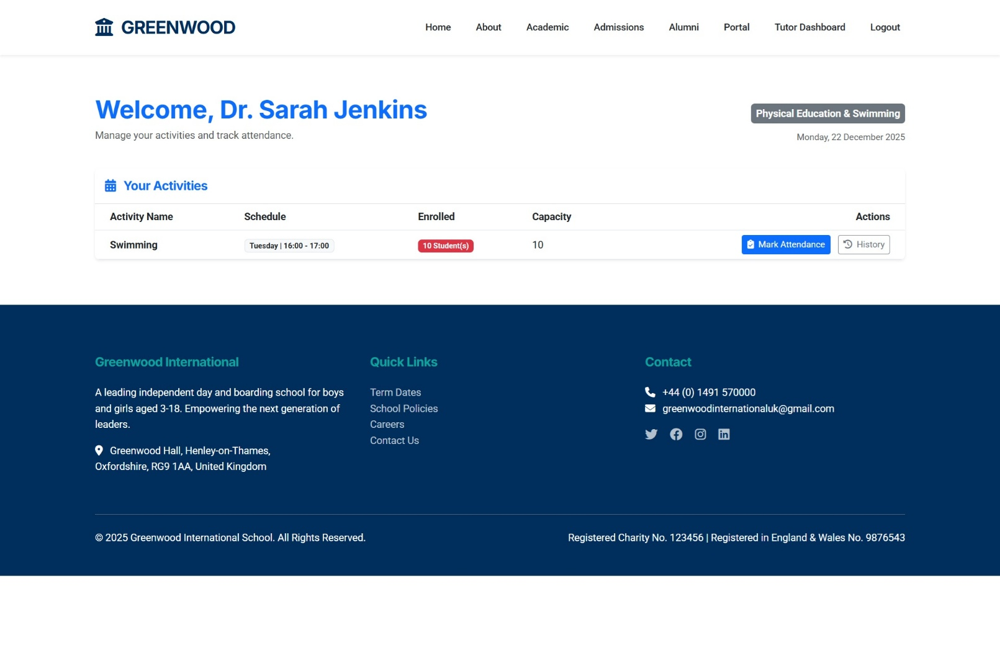 GREENWOOD
Home About Academic Admissions Alumni Portal Tutor Dashboard Logout
Welcome, Dr. Sarah Jenkins
Manage your activities and track attendance.
Physical Education & Swimming
Monday, 22 December 2025
Your Activities
Activity Name Schedule Enrolled Capacity Actions
Swimming Tuesday | 16:00 - 17:00 10 Student(s) 10 Mark Attendance History
Greenwood International
A leading independent day and boarding school for boys
and girls aged 3-18. Empowering the next generation of
leaders.
Greenwood Hall, Henley-on-Thames,
Oxfordshire, RG9 1AA, United Kingdom
Quick Links
Term Dates
School Policies
Careers
Contact Us
Contact
+44 (0) 1491 570000
greenwoodinternationaluk@gmail.com
© 2025 Greenwood International School. All Rights Reserved.
Registered Charity No. 123456 | Registered in England & Wales No. 9876543